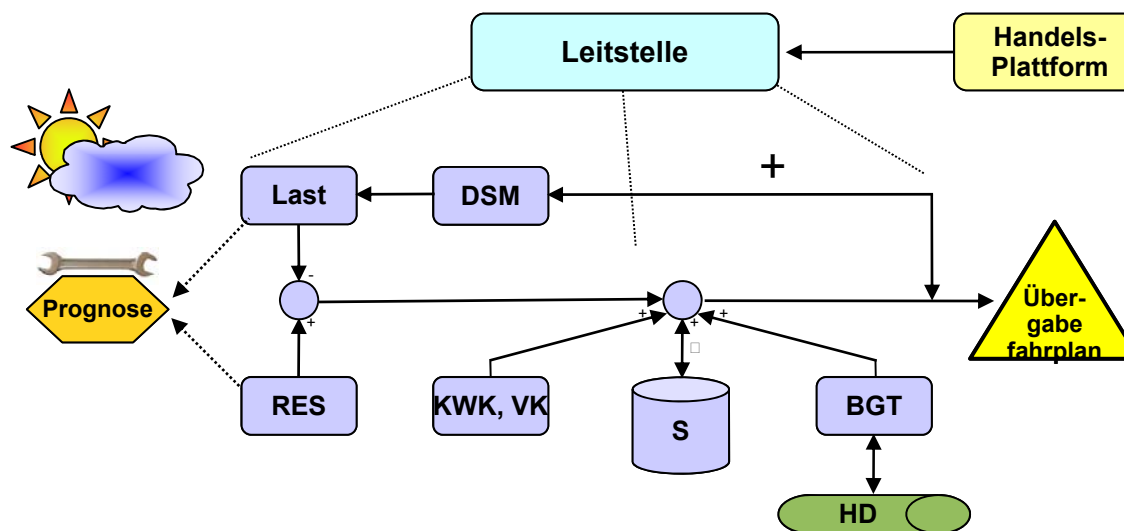 Leitstelle
Handels-
Plattform
+
Last
DSM
-
Prognose
+
+
+
+
Über-
gabe
fahrplan
RES
KWK, VK
S
BGT
HD